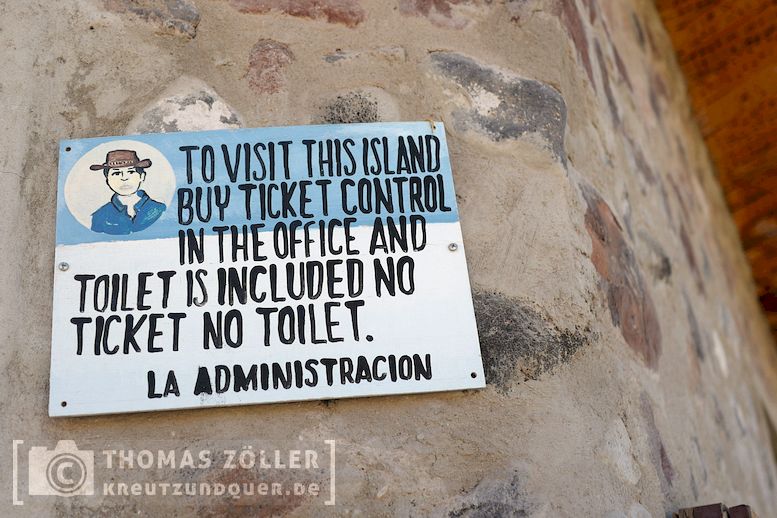 TO VISIT THIS ISLAND
BUY TICKET CONTROL
IN THE OFFICE AND
TOILET IS INCLUDED NO
TICKET NO TOILET.
LA ADMINISTRACION
© THOMAS ZÖLLER
KREUTZUNDQUER.DE